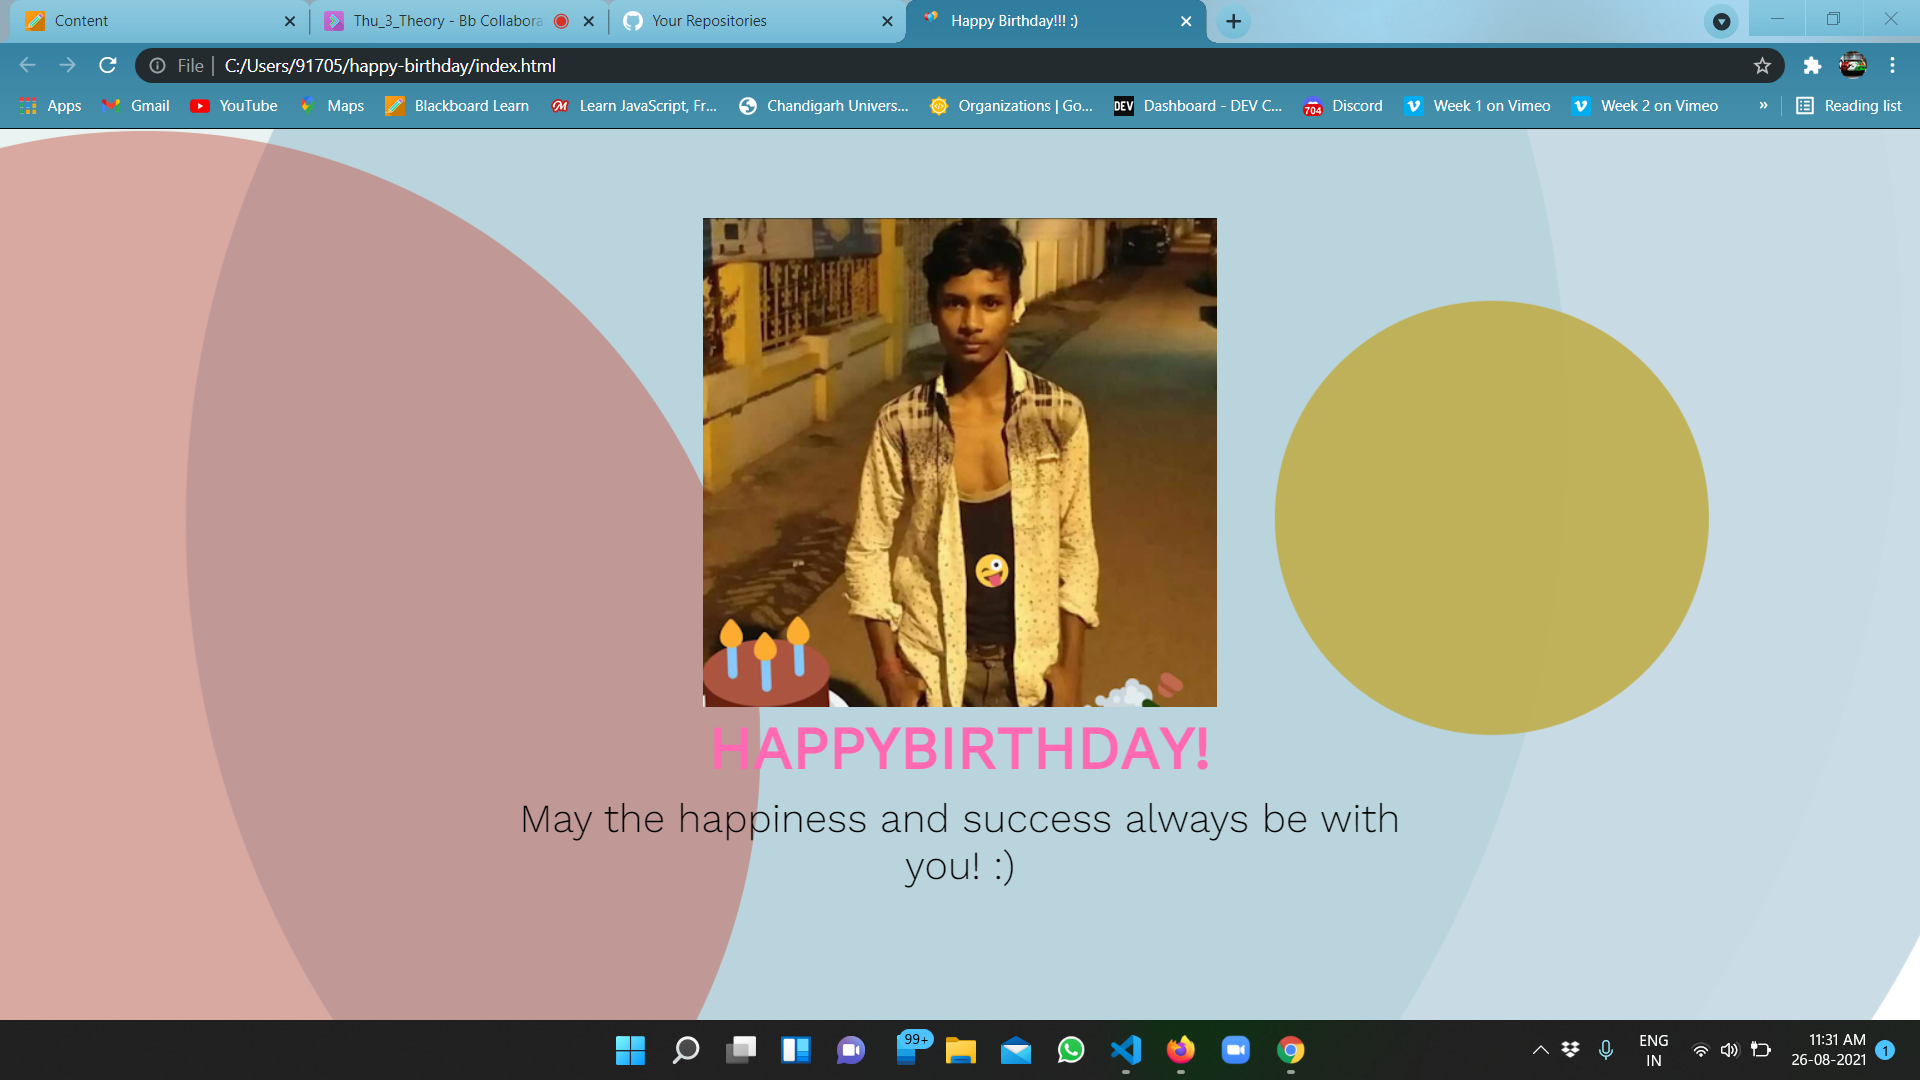 Content
Thu_3_Theory - Bb Collabora
Your Repositories
Happy Birthday!!! :)
File | C:/Users/91705/happy-birthday/index.html
Apps Gmail YouTube Maps Blackboard Learn Learn JavaScript, Fr... Chandigarh Univers... Organizations | Go... DEV Dashboard - DEV C... 704 Discord Week 1 on Vimeo Week 2 on Vimeo » Reading list
HAPPYBIRTHDAY!
May the happiness and success always be with
you! :)
99+
ENG
IN
11:31 AM
26-08-2021
1